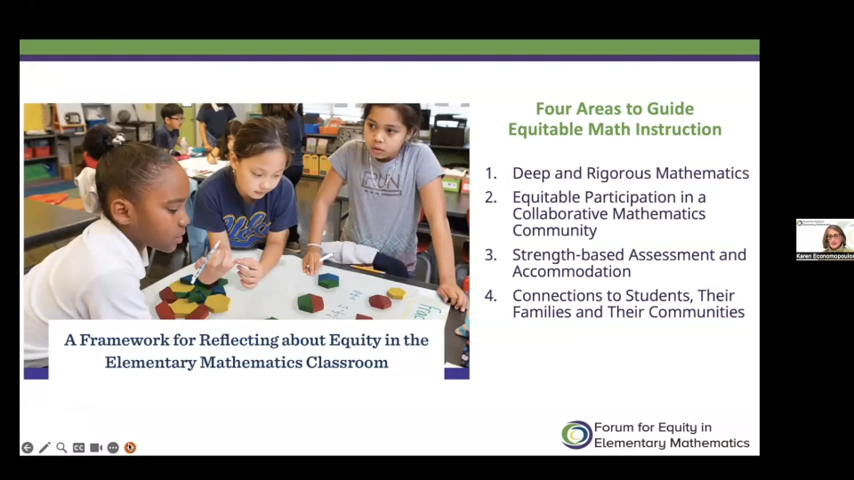 Four Areas to Guide
Equitable Math Instruction
1. Deep and Rigorous Mathematics
2. Equitable Participation in a
Collaborative Mathematics
Community
3. Strength-based Assessment and
Accommodation
4. Connections to Students, Their
Families and Their Communities
A Framework for Reflecting about Equity in the
Elementary Mathematics Classroom
Forum for Equity in
Elementary Mathematics
CC
Karen Economopoulos